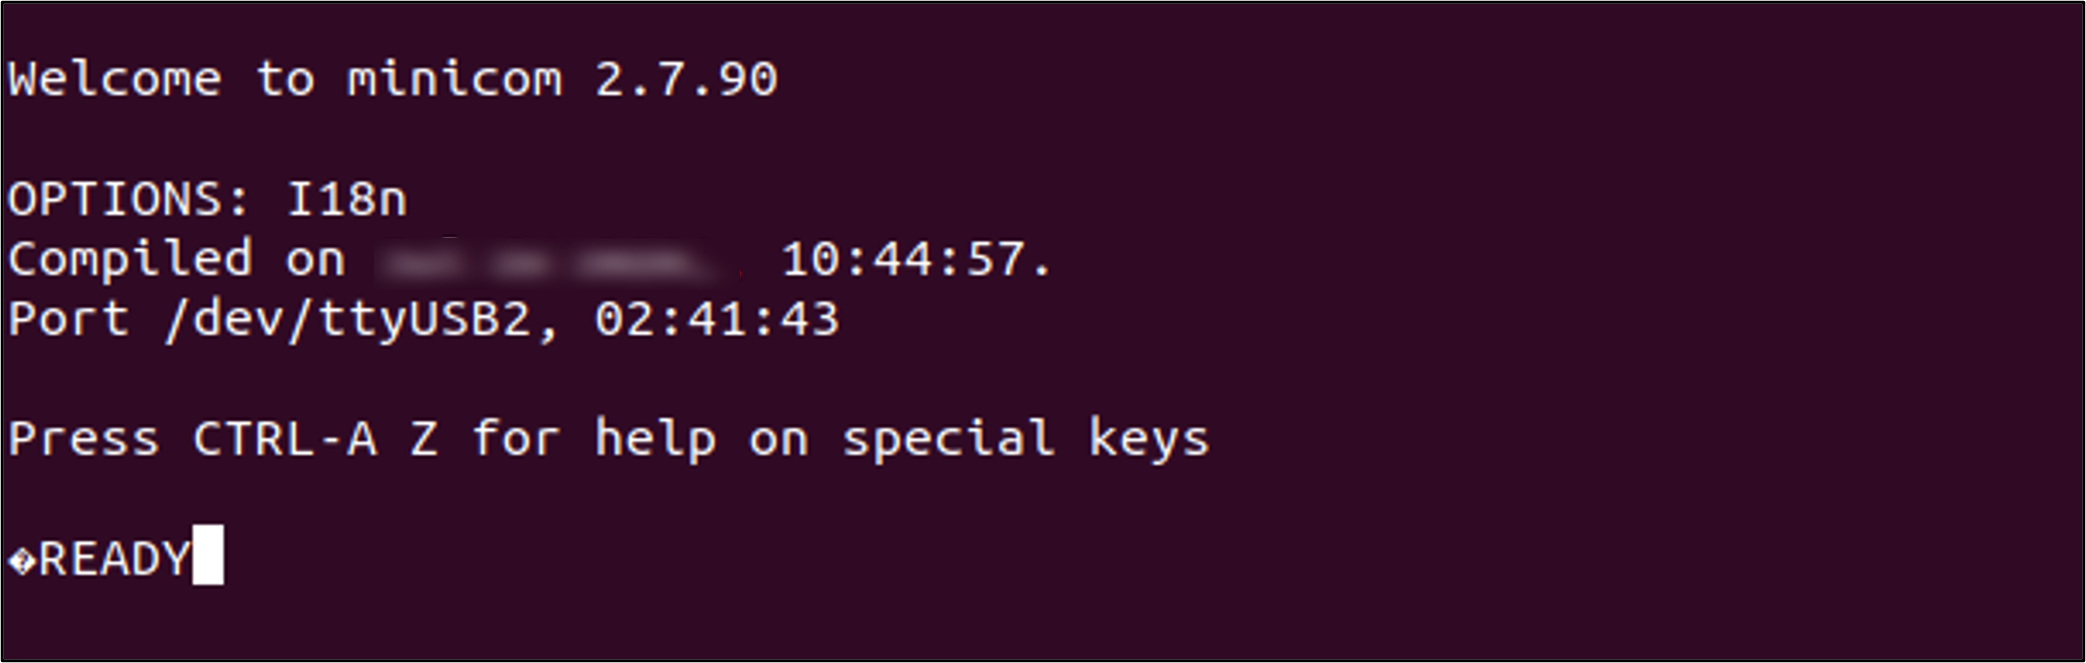 Welcome to minicom 2.7.90
OPTIONS: I18n
Compiled on 10:44:57.
Port /dev/ttyUSB2, 02:41:43
Press CTRL-A Z for help on special keys
�READY